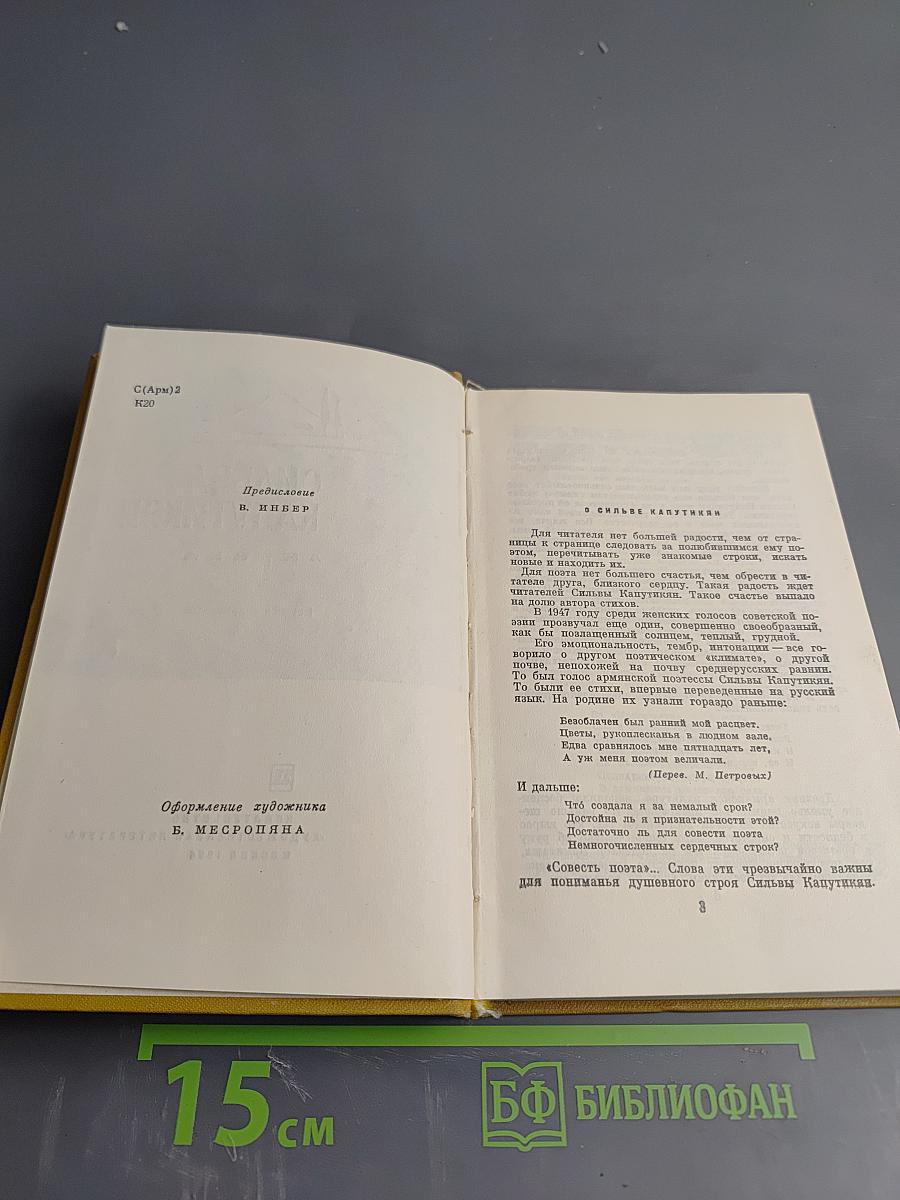 С(Арм)2
К20
Предисловие
В. ИНБЕР
Оформление художника
Б. МЕСРОПЯНА
О СИЛЬВЕ КАПУТИКЯН
Для читателя нет большей радости, чем от стра-
ницы к странице следовать за полюбившимся ему по-
этом, перечитывать уже знакомые строки, искать
новые и находить их.
Для поэта нет большего счастья, чем обрести в чи-
тателе друга, близкого сердцу. Такая радость ждет
читателей Сильвы Капутикян. Такое счастье выпало
на долю автора стихов.
В 1947 году среди женских голосов советской по-
эзии прозвучал еще один, совершенно своеобразный,
как бы позлащенный солнцем, теплый, грудной.
Его эмоциональность, тембр, интонации — все го-
ворило о другом поэтическом «климате», о другой
почве, непохожей на почву среднерусских равнин.
То был голос армянской поэтессы Сильвы Капутикян.
То были ее стихи, впервые переведенные на русский
язык. На родине их узнали гораздо раньше:
Безоблачен был ранний мой расцвет.
Цветы, рукоплесканья в людном зале.
Едва сравнялось мне пятнадцать лет,
А уж меня поэтом величали.
(Перев. М. Петровых)
И дальше:
Что́ создала я за немалый срок?
Достойна ль я признательности этой?
Достаточно ль для совести поэта
Немногочисленных сердечных строк?
«Совесть поэта»... Слова эти чрезвычайно важны
для пониманья душевного строя Сильвы Капутикян.
3
15 см
БФ БИБЛИОФАН